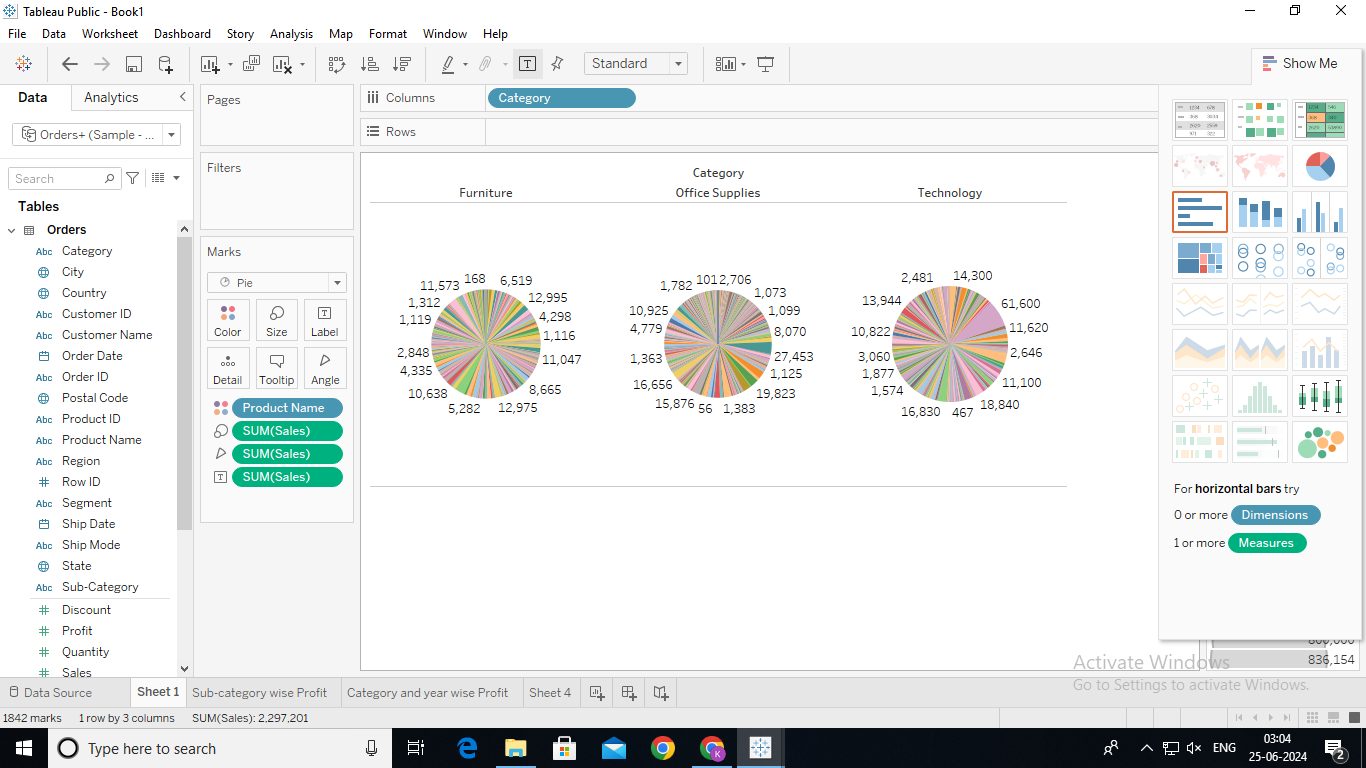 Tableau Public - Book1
File Data Worksheet Dashboard Story Analysis Map Format Window Help
Standard
Show Me
Data Analytics
Pages
Columns Category
Orders+ (Sample - ...
Rows
Search
Filters
Tables
Orders
Abc Category
City
Country
Abc Customer ID
Abc Customer Name
Order Date
Abc Order ID
Postal Code
Abc Product ID
Abc Product Name
Abc Region
Row ID
Abc Segment
Ship Date
Abc Ship Mode
State
Abc Sub-Category
Discount
Profit
Quantity
Sales
Marks
Pie
Color Size Label
Detail Tooltip Angle
Product Name
SUM(Sales)
SUM(Sales)
SUM(Sales)
Category
Furniture Office Supplies Technology
11,573 168 6,519
1,312 12,995
1,119 4,298
1,116
2,848 11,047
4,335
10,638 8,665
5,282 12,975
1,782 101 2,706
1,073
10,925 1,099
4,779 8,070
1,363 27,453
16,656 1,125
19,823
15,876 56 1,383
2,481 14,300
13,944 61,600
10,822 11,620
3,060 2,646
1,877
1,574 11,100
18,840
16,830 467
For horizontal bars try
0 or more Dimensions
1 or more Measures
836,154
Activate Windows
Go to Settings to activate Windows.
Data Source Sheet 1 Sub-category wise Profit Category and year wise Profit Sheet 4
1842 marks 1 row by 3 columns SUM(Sales): 2,297,201
Type here to search
ENG
03:04
25-06-2024
2